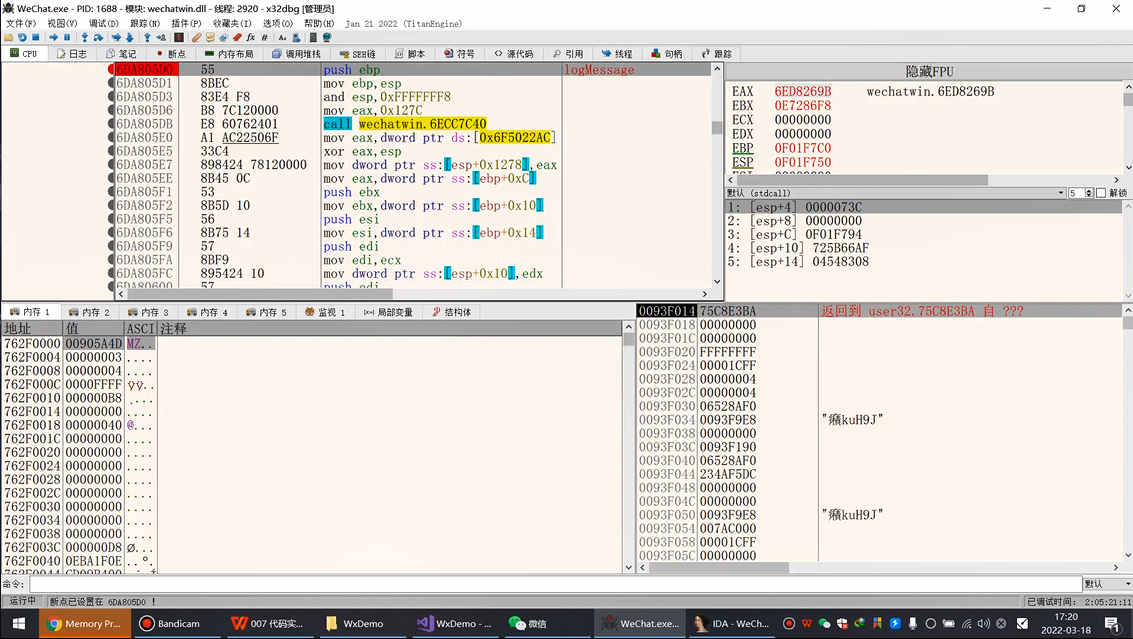 WeChat.exe - PID: 1688 - 模块: wechatwin.dll - 线程: 2920 - x32dbg [管理员]
文件(F) 视图(V) 调试(D) 跟踪(N) 插件(P) 收藏夹(I) 选项(O) 帮助(H) Jan 21 2022 (TitanEngine)
CPU 日志 笔记 断点 内存布局 调用堆栈 SEH链 脚本 符号 源代码 引用 线程 句柄 跟踪
6DA805D0 55 push ebp logMessage
6DA805D1 8BEC mov ebp,esp
6DA805D3 83E4 F8 and esp,0xFFFFFFF8
6DA805D6 B8 7C120000 mov eax,0x127C
6DA805DB E8 60762401 call wechatwin.6ECC7C40
6DA805E0 A1 AC22506F mov eax,dword ptr ds:[0x6F5022AC]
6DA805E5 33C4 xor eax,esp
6DA805E7 898424 78120000 mov dword ptr ss:[esp+0x1278],eax
6DA805EE 8B45 0C mov eax,dword ptr ss:[ebp+0xC]
6DA805F1 53 push ebx
6DA805F2 8B5D 10 mov ebx,dword ptr ss:[ebp+0x10]
6DA805F5 56 push esi
6DA805F6 8B75 14 mov esi,dword ptr ss:[ebp+0x14]
6DA805F9 57 push edi
6DA805FA 8BF9 mov edi,ecx
6DA805FC 895424 10 mov dword ptr ss:[esp+0x10],edx
6DA80600 57 push edi
隐藏FPU
EAX 6ED8269B wechatwin.6ED8269B
EBX 0E7286F8
ECX 00000000
EDX 00000000
EBP 0F01F7C0
ESP 0F01F750
默认 (stdcall) 5 解锁
1: [esp+4] 0000073C
2: [esp+8] 00000000
3: [esp+C] 0F01F794
4: [esp+10] 725B66AF
5: [esp+14] 04548308
内存 1 内存 2 内存 3 内存 4 内存 5 监视 1 局部变量 结构体
地址 值 ASCI 注释
762F0000 00905A4D MZ..
762F0004 00000003 ....
762F0008 00000004 ....
762F000C 0000FFFF ÿÿ..
762F0010 000000B8 ¸...
762F0014 00000000 ....
762F0018 00000040 @...
762F001C 00000000 ....
762F0020 00000000 ....
762F0024 00000000 ....
762F0028 00000000 ....
762F002C 00000000 ....
762F0030 00000000 ....
762F0034 00000000 ....
762F0038 00000000 ....
762F003C 000000D8 Ø...
762F0040 0EBA1F0E ..º.
0093F014 75C8E3BA 返回到 user32.75C8E3BA 自 ???
0093F018 00000000
0093F01C 00000000
0093F020 FFFFFFFF
0093F024 00001CFF
0093F028 00000004
0093F02C 00000004
0093F030 06528AF0
0093F034 0093F9E8 "癪kuH9J"
0093F038 00000000
0093F03C 0093F190
0093F040 06528AF0
0093F044 234AF5DC
0093F048 00000000
0093F04C 00000000
0093F050 0093F9E8 "癪kuH9J"
0093F054 007AC000
0093F058 00001CFF
0093F05C 00000000
命令: 默认
运行中 断点已设置在 6DA805D0 ! 已调试时间: 2:05:21:11
Memory Pr... Bandicam 007 代码实... WxDemo WxDemo - ... 微信 WeChat.exe... IDA - WeCh...
17:20
2022-03-18
1